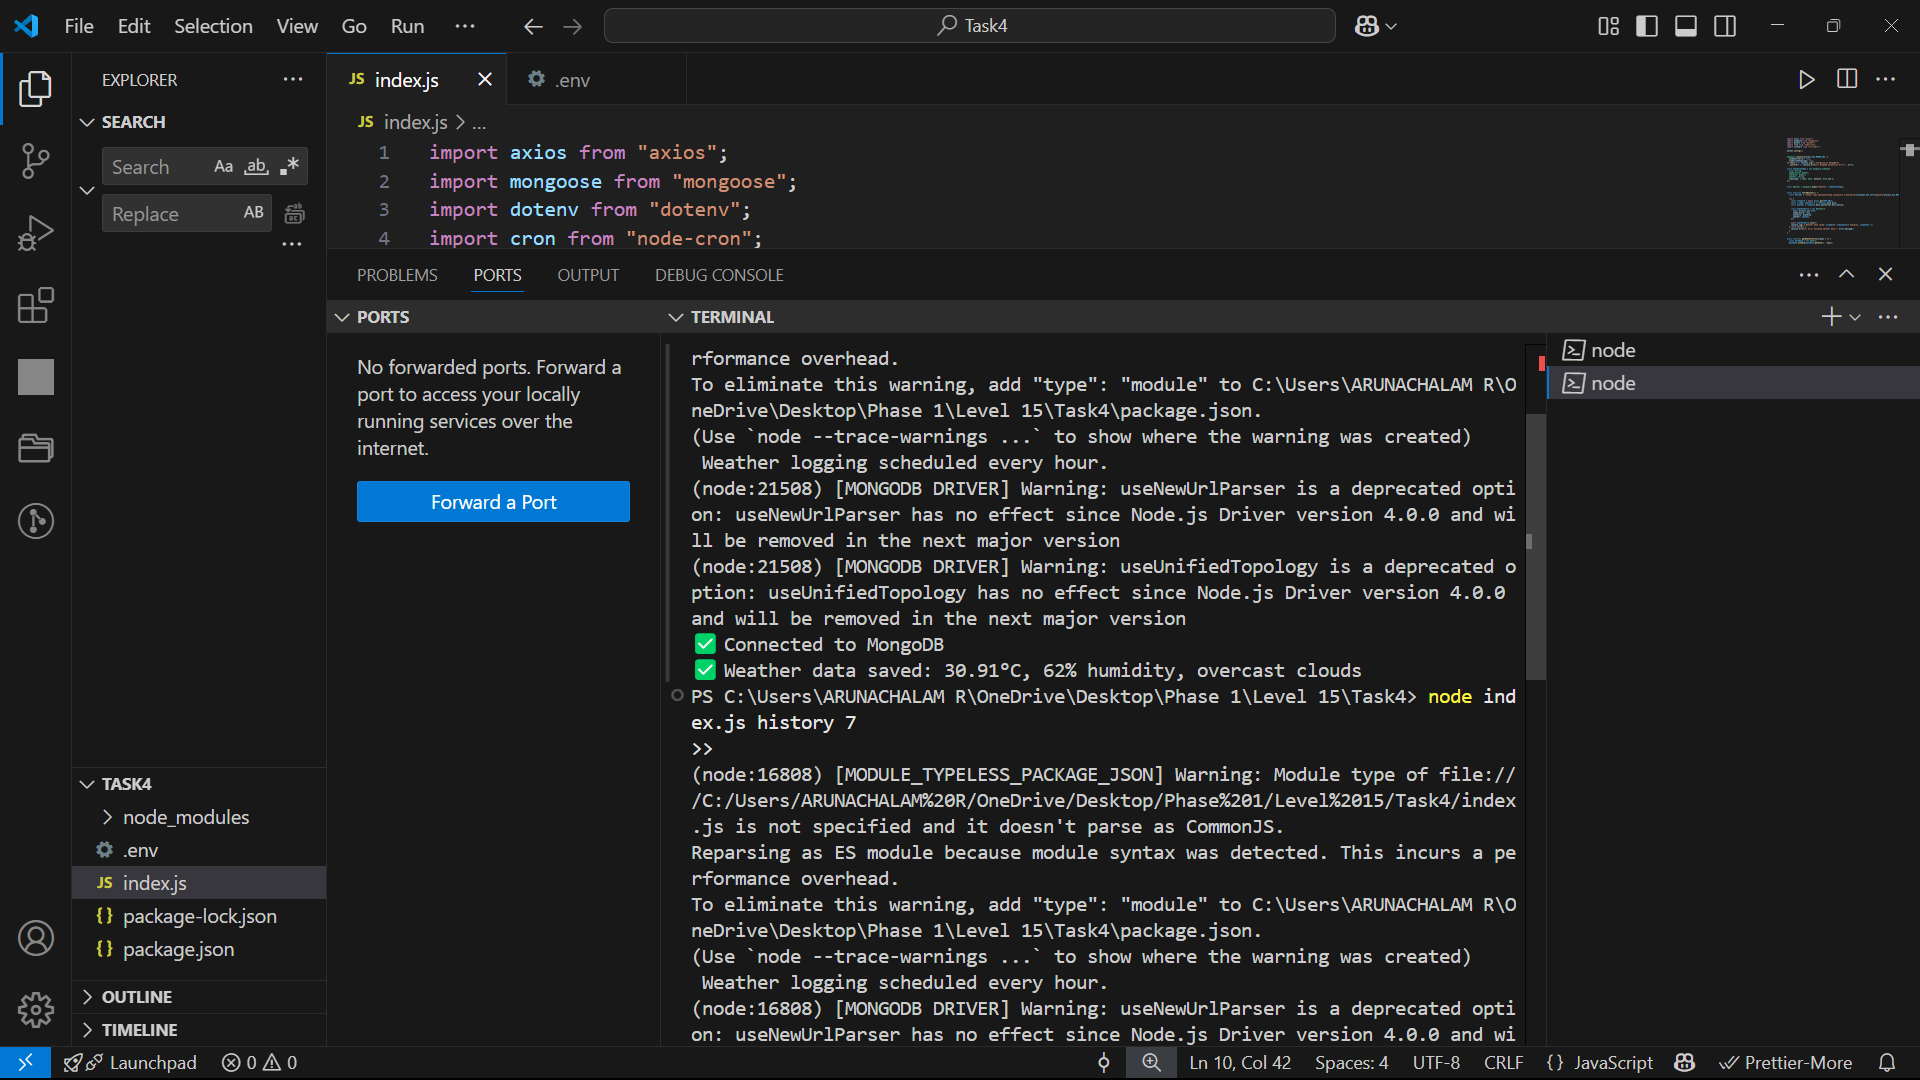 File Edit Selection View Go Run ...
Task4
EXPLORER
SEARCH
Search Aa ab
Replace AB
JS index.js
.env
JS index.js > ...
1 import axios from "axios";
2 import mongoose from "mongoose";
3 import dotenv from "dotenv";
4 import cron from "node-cron";
PROBLEMS PORTS OUTPUT DEBUG CONSOLE
PORTS
No forwarded ports. Forward a
port to access your locally
running services over the
internet.
Forward a Port
TERMINAL
rformance overhead.
To eliminate this warning, add "type": "module" to C:\Users\ARUNACHALAM R\O
neDrive\Desktop\Phase 1\Level 15\Task4\package.json.
(Use `node --trace-warnings ...` to show where the warning was created)
Weather logging scheduled every hour.
(node:21508) [MONGODB DRIVER] Warning: useNewUrlParser is a deprecated opti
on: useNewUrlParser has no effect since Node.js Driver version 4.0.0 and wi
ll be removed in the next major version
(node:21508) [MONGODB DRIVER] Warning: useUnifiedTopology is a deprecated o
ption: useUnifiedTopology has no effect since Node.js Driver version 4.0.0
and will be removed in the next major version
✅ Connected to MongoDB
✅ Weather data saved: 30.91°C, 62% humidity, overcast clouds
PS C:\Users\ARUNACHALAM R\OneDrive\Desktop\Phase 1\Level 15\Task4> node ind
ex.js history 7
>>
(node:16808) [MODULE_TYPELESS_PACKAGE_JSON] Warning: Module type of file://
/C:/Users/ARUNACHALAM%20R/OneDrive/Desktop/Phase%201/Level%2015/Task4/index
.js is not specified and it doesn't parse as CommonJS.
Reparsing as ES module because module syntax was detected. This incurs a pe
rformance overhead.
To eliminate this warning, add "type": "module" to C:\Users\ARUNACHALAM R\O
neDrive\Desktop\Phase 1\Level 15\Task4\package.json.
(Use `node --trace-warnings ...` to show where the warning was created)
Weather logging scheduled every hour.
(node:16808) [MONGODB DRIVER] Warning: useNewUrlParser is a deprecated opti
on: useNewUrlParser has no effect since Node.js Driver version 4.0.0 and wi
node
node
TASK4
node_modules
.env
JS index.js
{} package-lock.json
{} package.json
OUTLINE
TIMELINE
Launchpad 0 0
Ln 10, Col 42 Spaces: 4 UTF-8 CRLF {} JavaScript Prettier-More